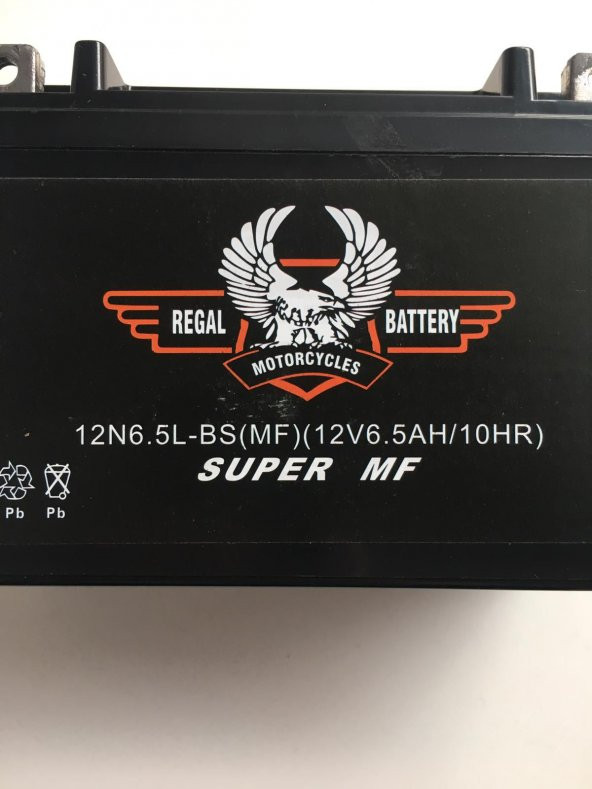 REGAL BATTERY
MOTORCYCLES
12N6.5L-BS(MF)(12V6.5AH/10HR)
SUPER MF
Pb Pb